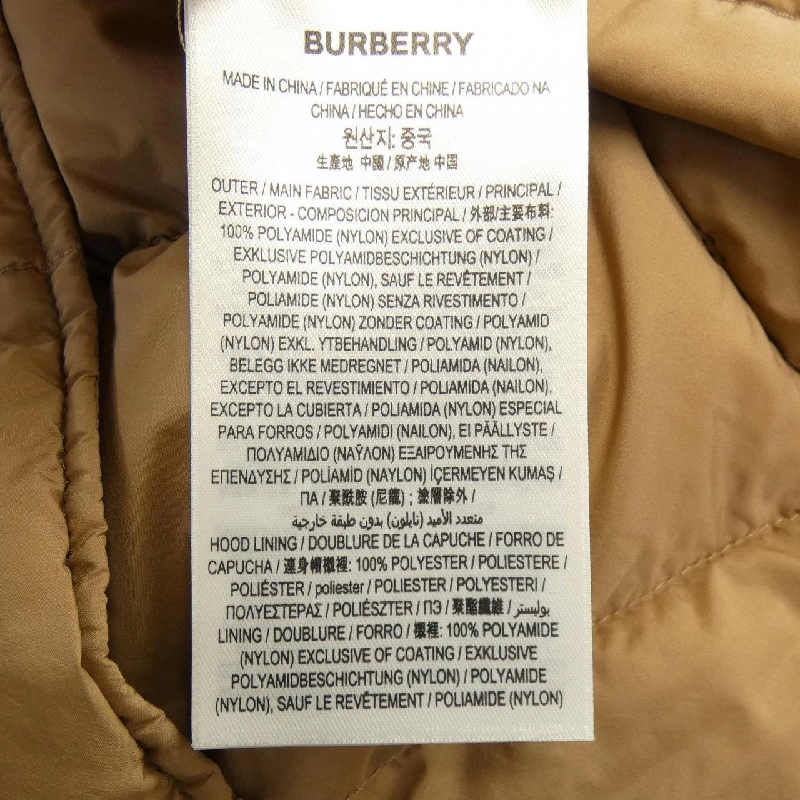 BURBERRY
MADE IN CHINA / FABRIQUÉ EN CHINE / FABRICADO NA
CHINA / HECHO EN CHINA
원산지: 중국
生產地 中國 / 原产地 中国
OUTER / MAIN FABRIC / TISSU EXTÉRIEUR / PRINCIPAL /
EXTERIOR - COMPOSICION PRINCIPAL / 外部/主要布料:
100% POLYAMIDE (NYLON) EXCLUSIVE OF COATING /
EXKLUSIVE POLYAMIDBESCHICHTUNG (NYLON) /
POLYAMIDE (NYLON), SAUF LE REVÊTEMENT /
POLIAMIDE (NYLON) SENZA RIVESTIMENTO /
POLYAMIDE (NYLON) ZONDER COATING / POLYAMID
(NYLON) EXKL. YTBEHANDLING / POLYAMID (NYLON),
BELEGG IKKE MEDREGNET / POLIAMIDA (NAILON),
EXCEPTO EL REVESTIMIENTO / POLIAMIDA (NAILON),
EXCEPTO LA CUBIERTA / POLIAMIDA (NYLON) ESPECIAL
PARA FORROS / POLYAMIDI (NAILON), EI PÄÄLLYSTE /
ΠΟΛΥΑΜΙΔΙΟ (ΝΑΫΛΟΝ) ΕΞΑΙΡΟΥΜΕΝΗΣ ΤΗΣ
ΕΠΕΝΔΥΣΗΣ / POLİAMİD (NAYLON) İÇERMEYEN KUMAŞ /
ПА / 聚酰胺 (尼龍) ; 塗層除外 /
متعدد الأميد (نايلون) بدون طبقة خارجية
HOOD LINING / DOUBLURE DE LA CAPUCHE / FORRO DE
CAPUCHA / 連身帽襯裡: 100% POLYESTER / POLIESTERE /
POLIÉSTER / poliester / POLIESTER / POLYESTERI /
ΠΟΛΥΕΣΤΕΡΑΣ / POLIÉSZTER / ПЭ / 聚酯纖維 / بوليستر /
LINING / DOUBLURE / FORRO / 襯裡: 100% POLYAMIDE
(NYLON) EXCLUSIVE OF COATING / EXKLUSIVE
POLYAMIDBESCHICHTUNG (NYLON) / POLYAMIDE
(NYLON), SAUF LE REVÊTEMENT / POLIAMIDE (NYLON)